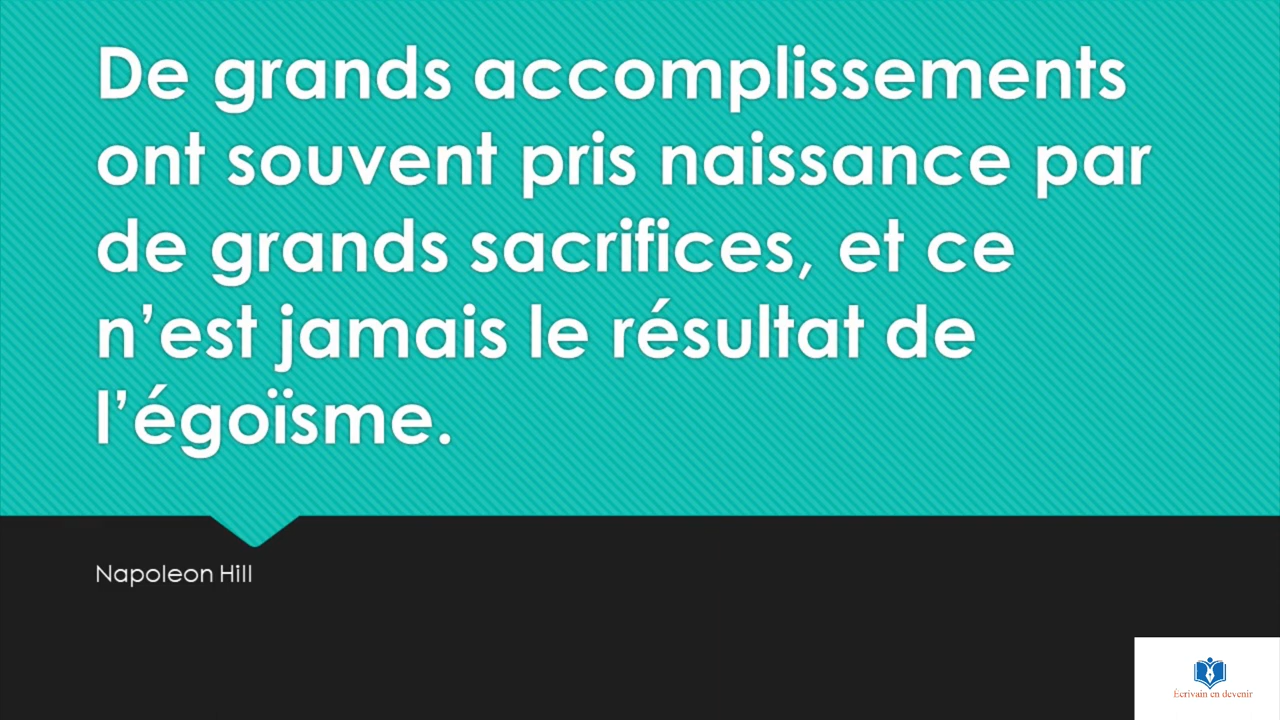 De grands accomplissements
ont souvent pris naissance par
de grands sacrifices, et ce
n’est jamais le résultat de
l’égoïsme.
Napoleon Hill
Écrivain en devenir